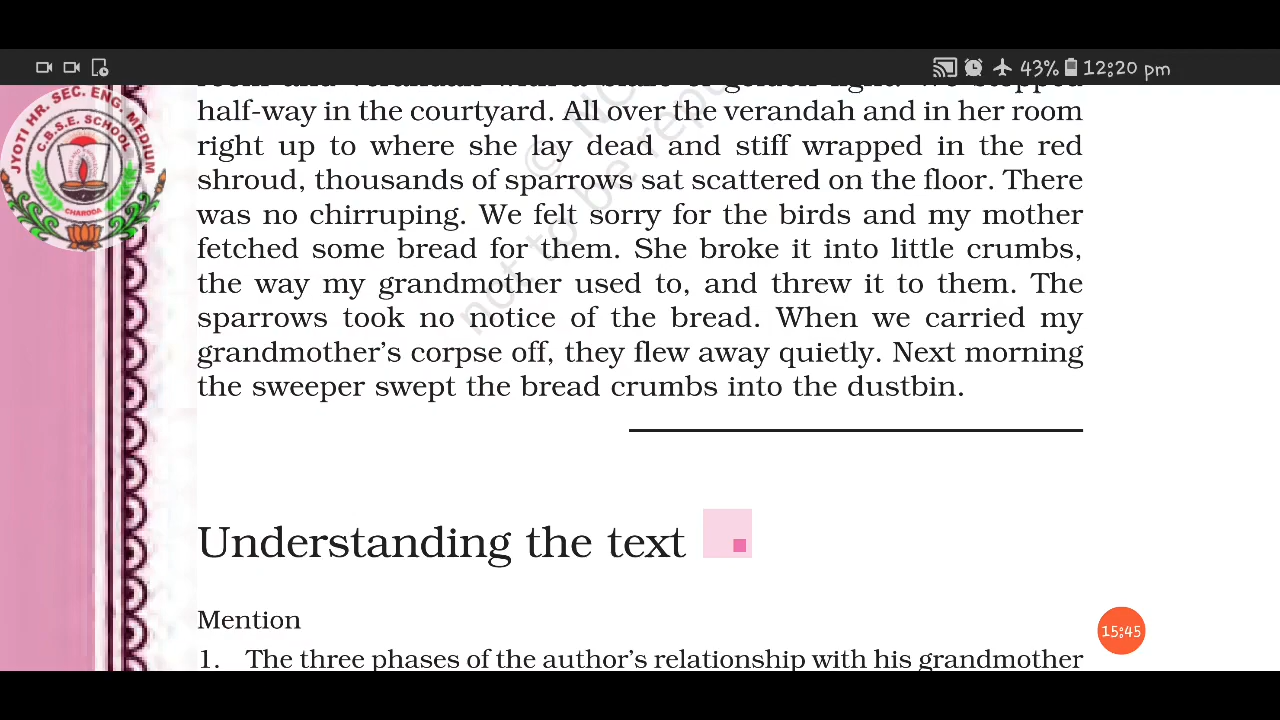 43% 12:20 pm
JYOTI HR. SEC. ENG. MEDIUM
C.B.S.E. SCHOOL
CHARODA
half-way in the courtyard. All over the verandah and in her room
right up to where she lay dead and stiff wrapped in the red
shroud, thousands of sparrows sat scattered on the floor. There
was no chirruping. We felt sorry for the birds and my mother
fetched some bread for them. She broke it into little crumbs,
the way my grandmother used to, and threw it to them. The
sparrows took no notice of the bread. When we carried my
grandmother's corpse off, they flew away quietly. Next morning
the sweeper swept the bread crumbs into the dustbin.
not to be
Understanding the text
Mention
15:45
1. The three phases of the author's relationship with his grandmother